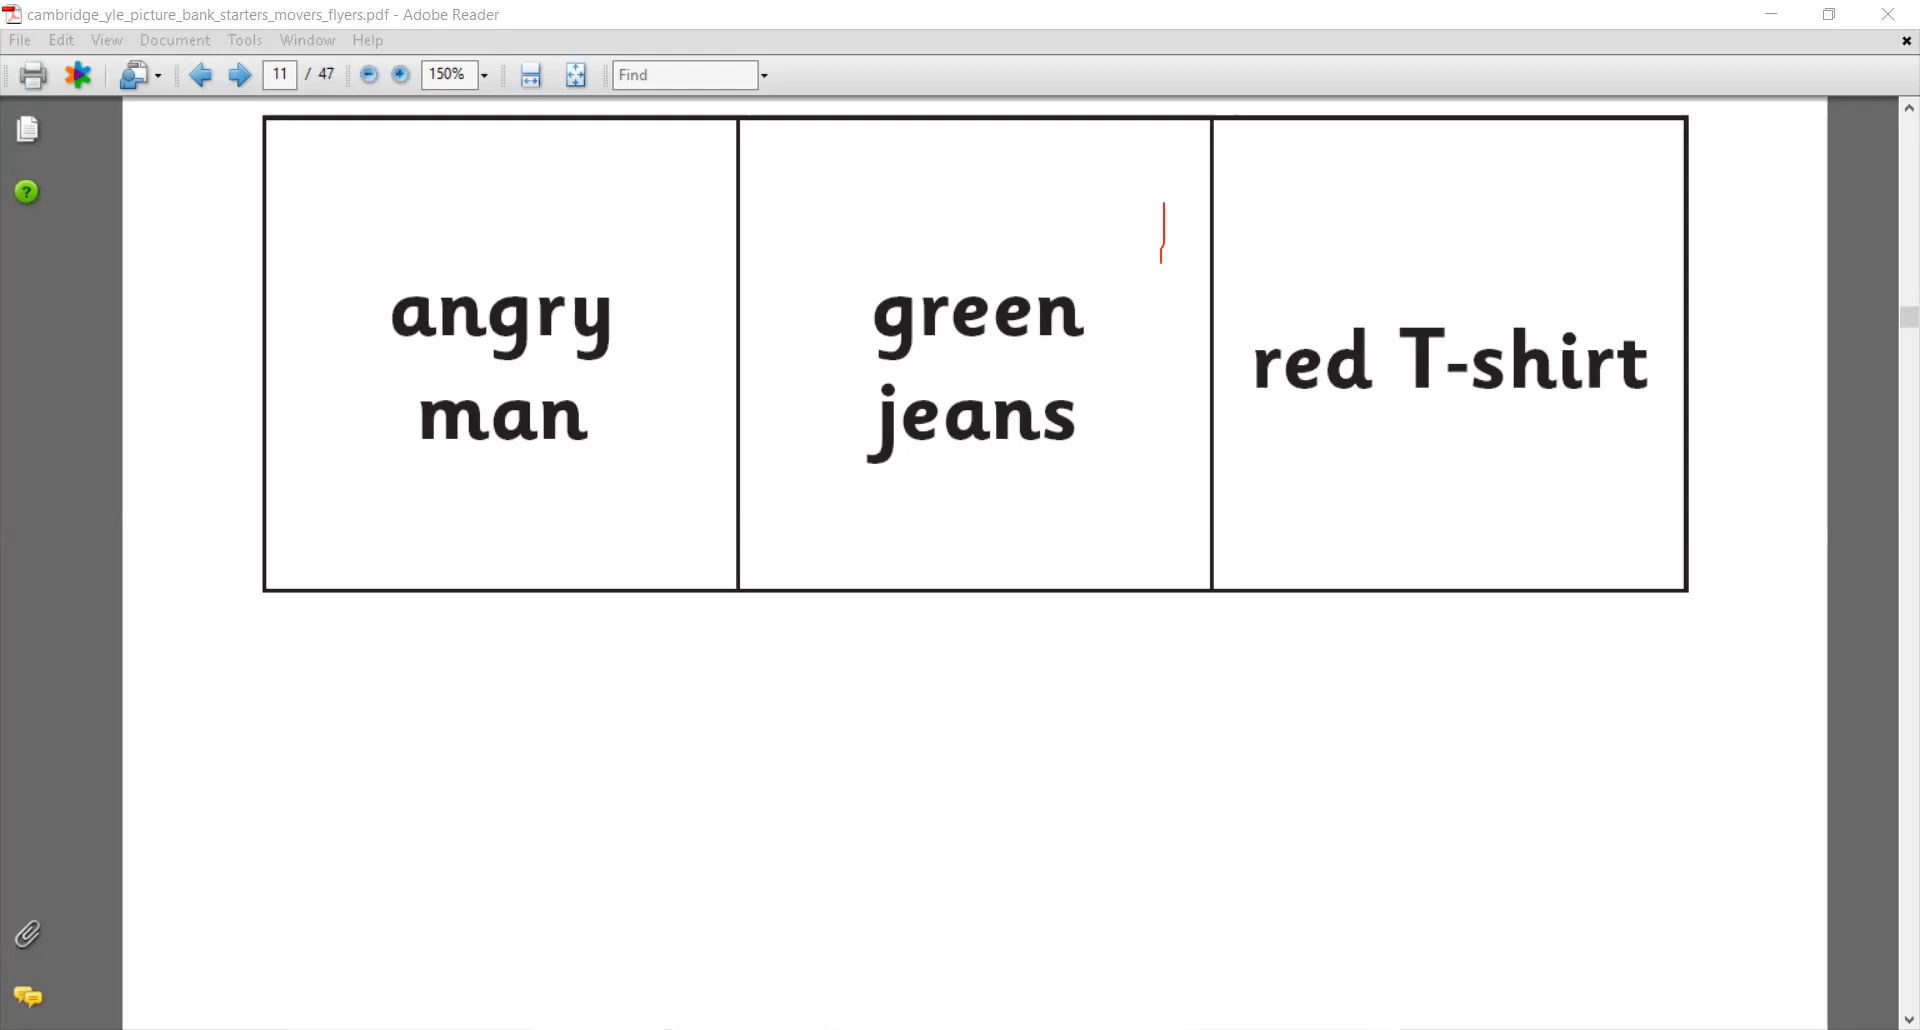 cambridge_yle_picture_bank_starters_movers_flyers.pdf - Adobe Reader
File Edit View Document Tools Window Help
11 / 47 150% Find
angry
man
green
jeans
red T-shirt